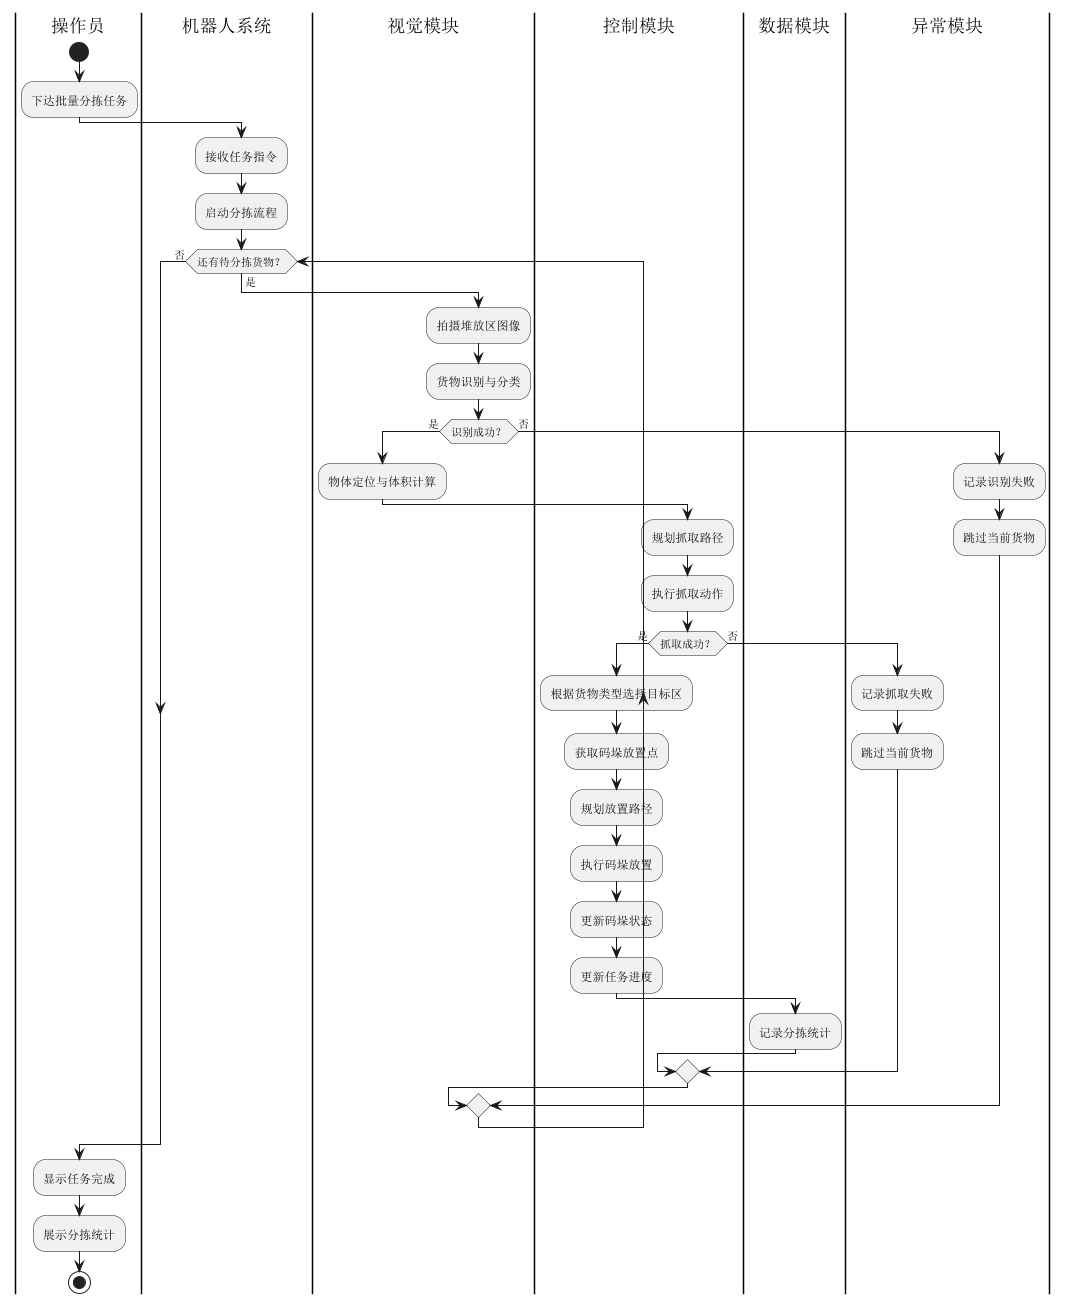 操作员
机器人系统
视觉模块
控制模块
数据模块
异常模块
下达批量分拣任务
接收任务指令
启动分拣流程
否
还有待分拣货物？
是
拍摄堆放区图像
货物识别与分类
是
识别成功？
否
物体定位与体积计算
记录识别失败
规划抓取路径
跳过当前货物
执行抓取动作
是
抓取成功？
否
根据货物类型选择目标区
记录抓取失败
获取码垛放置点
跳过当前货物
规划放置路径
执行码垛放置
更新码垛状态
更新任务进度
记录分拣统计
显示任务完成
展示分拣统计